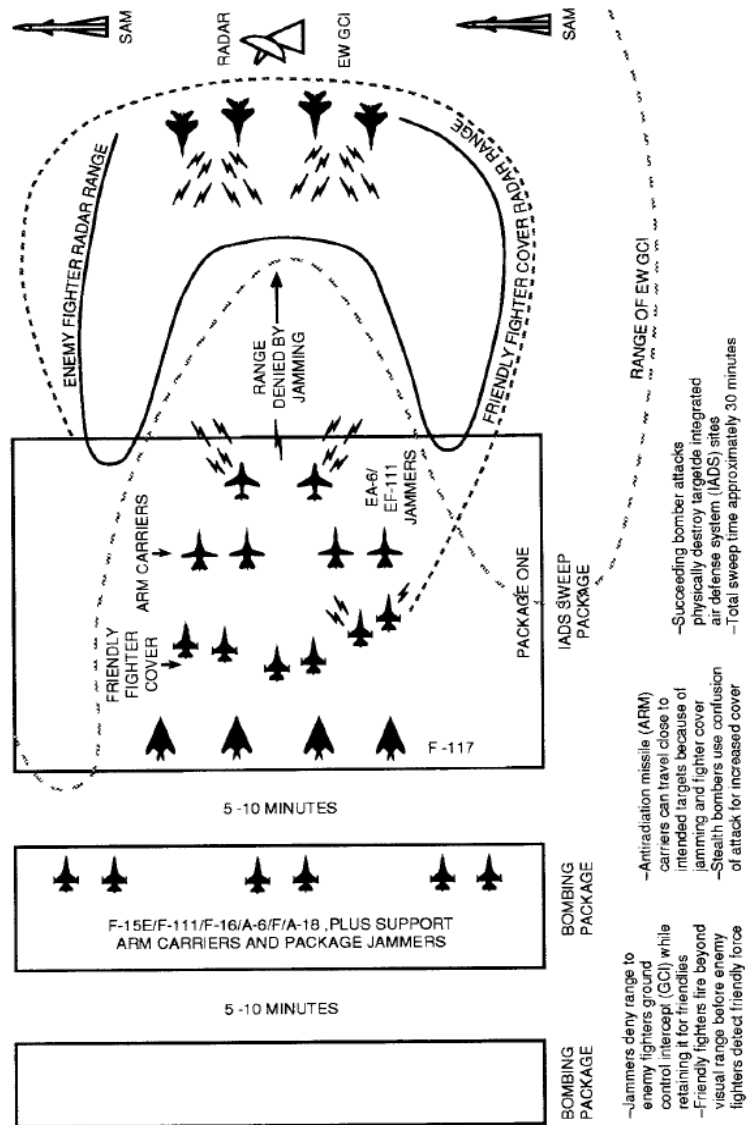 SAM
RADAR
EW GCI
SAM
ENEMY FIGHTER RADAR RANGE
FRIENDLY FIGHTER COVER RADAR RANGE
RANGE
DENIED BY
JAMMING
RANGE OF EW GCI
EA-6/
EF-111
JAMMERS
ARM CARRIERS
FRIENDLY
FIGHTER
COVER
F-117
PACKAGE ONE
IADS SWEEP
PACKAGE
5-10 MINUTES
F-15E/F-111/F-16/A-6/F/A-18, PLUS SUPPORT
ARM CARRIERS AND PACKAGE JAMMERS
BOMBING
PACKAGE
5-10 MINUTES
BOMBING
PACKAGE
–Jammers deny range to
enemy fighters ground
control intercept (GCI) while
retaining it for friendlies
–Friendly fighters fire beyond
visual range before enemy
fighters detect friendly force
–Antiradiation missile (ARM)
carriers can travel close to
intended targets because of
jamming and fighter cover
–Stealth bombers use confusion
of attack for increased cover
–Succeeding bomber attacks
physically destroy targetde integrated
air defense system (IADS) sites
–Total sweep time approximately 30 minutes